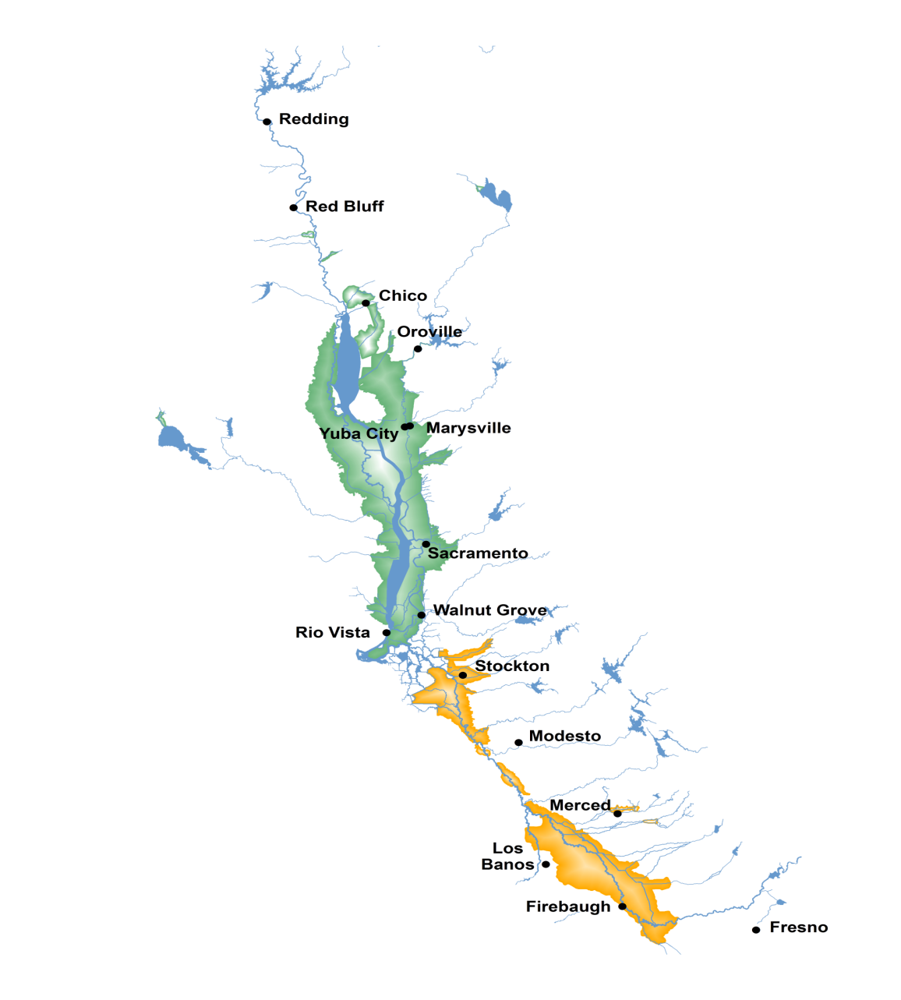 Redding
Red Bluff
Chico
Oroville
Marysville
Yuba City
Sacramento
Walnut Grove
Rio Vista
Stockton
Modesto
Merced
Los
Banos
Firebaugh
Fresno